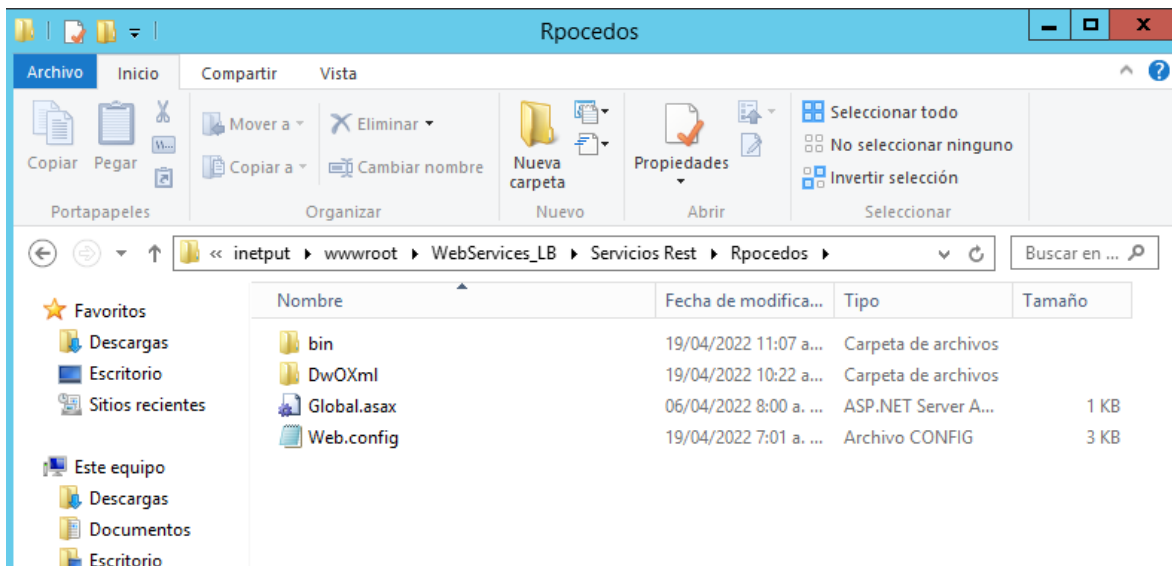 Rpocedos
Archivo Inicio Compartir Vista
Copiar
Pegar
Mover a
Copiar a
Eliminar
Cambiar nombre
Nueva
carpeta
Propiedades
Seleccionar todo
No seleccionar ninguno
Invertir selección
Portapapeles Organizar Nuevo Abrir Seleccionar
« inetput wwwroot WebServices_LB Servicios Rest Rpocedos
Buscar en ...
Favoritos
Descargas
Escritorio
Sitios recientes
Este equipo
Descargas
Documentos
Escritorio
Nombre Fecha de modifica... Tipo Tamaño
bin 19/04/2022 11:07 a... Carpeta de archivos
DwOXml 19/04/2022 10:22 a... Carpeta de archivos
Global.asax 06/04/2022 8:00 a. ... ASP.NET Server A... 1 KB
Web.config 19/04/2022 7:01 a. ... Archivo CONFIG 3 KB